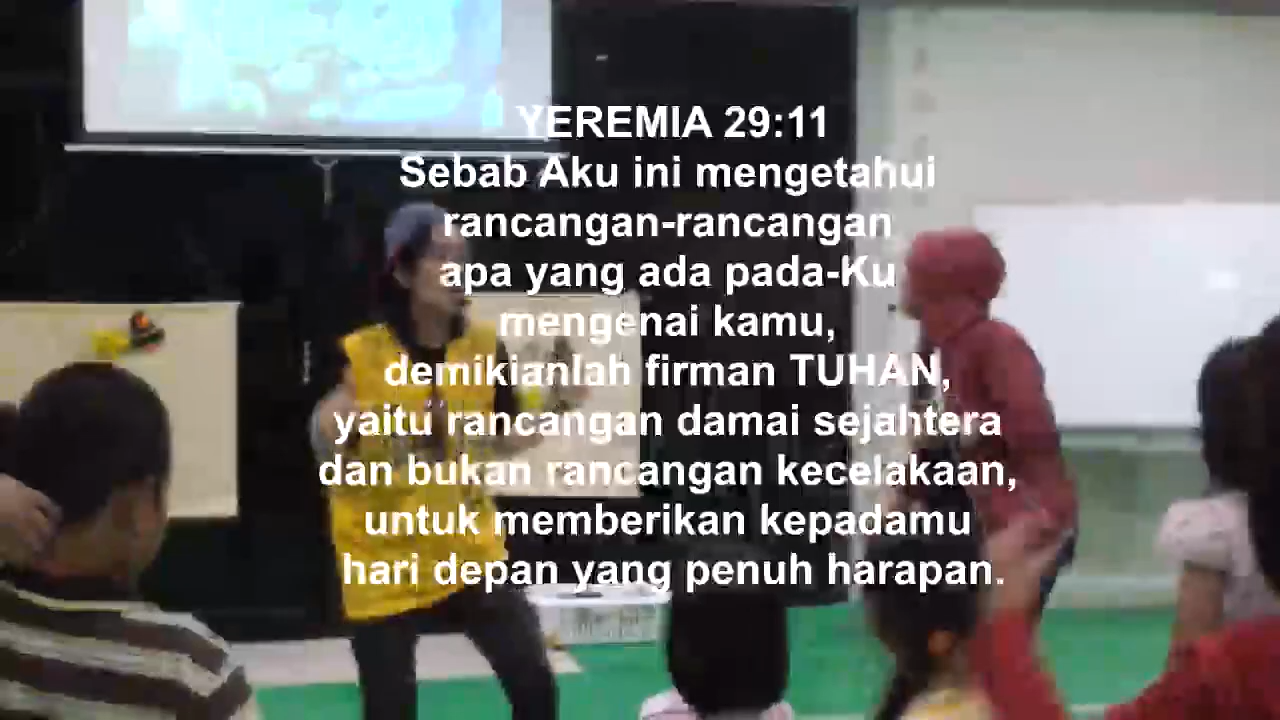 YEREMIA 29:11
Sebab Aku ini mengetahui
rancangan-rancangan
apa yang ada pada-Ku
mengenai kamu,
demikianlah firman TUHAN,
yaitu rancangan damai sejahtera
dan bukan rancangan kecelakaan,
untuk memberikan kepadamu
hari depan yang penuh harapan.